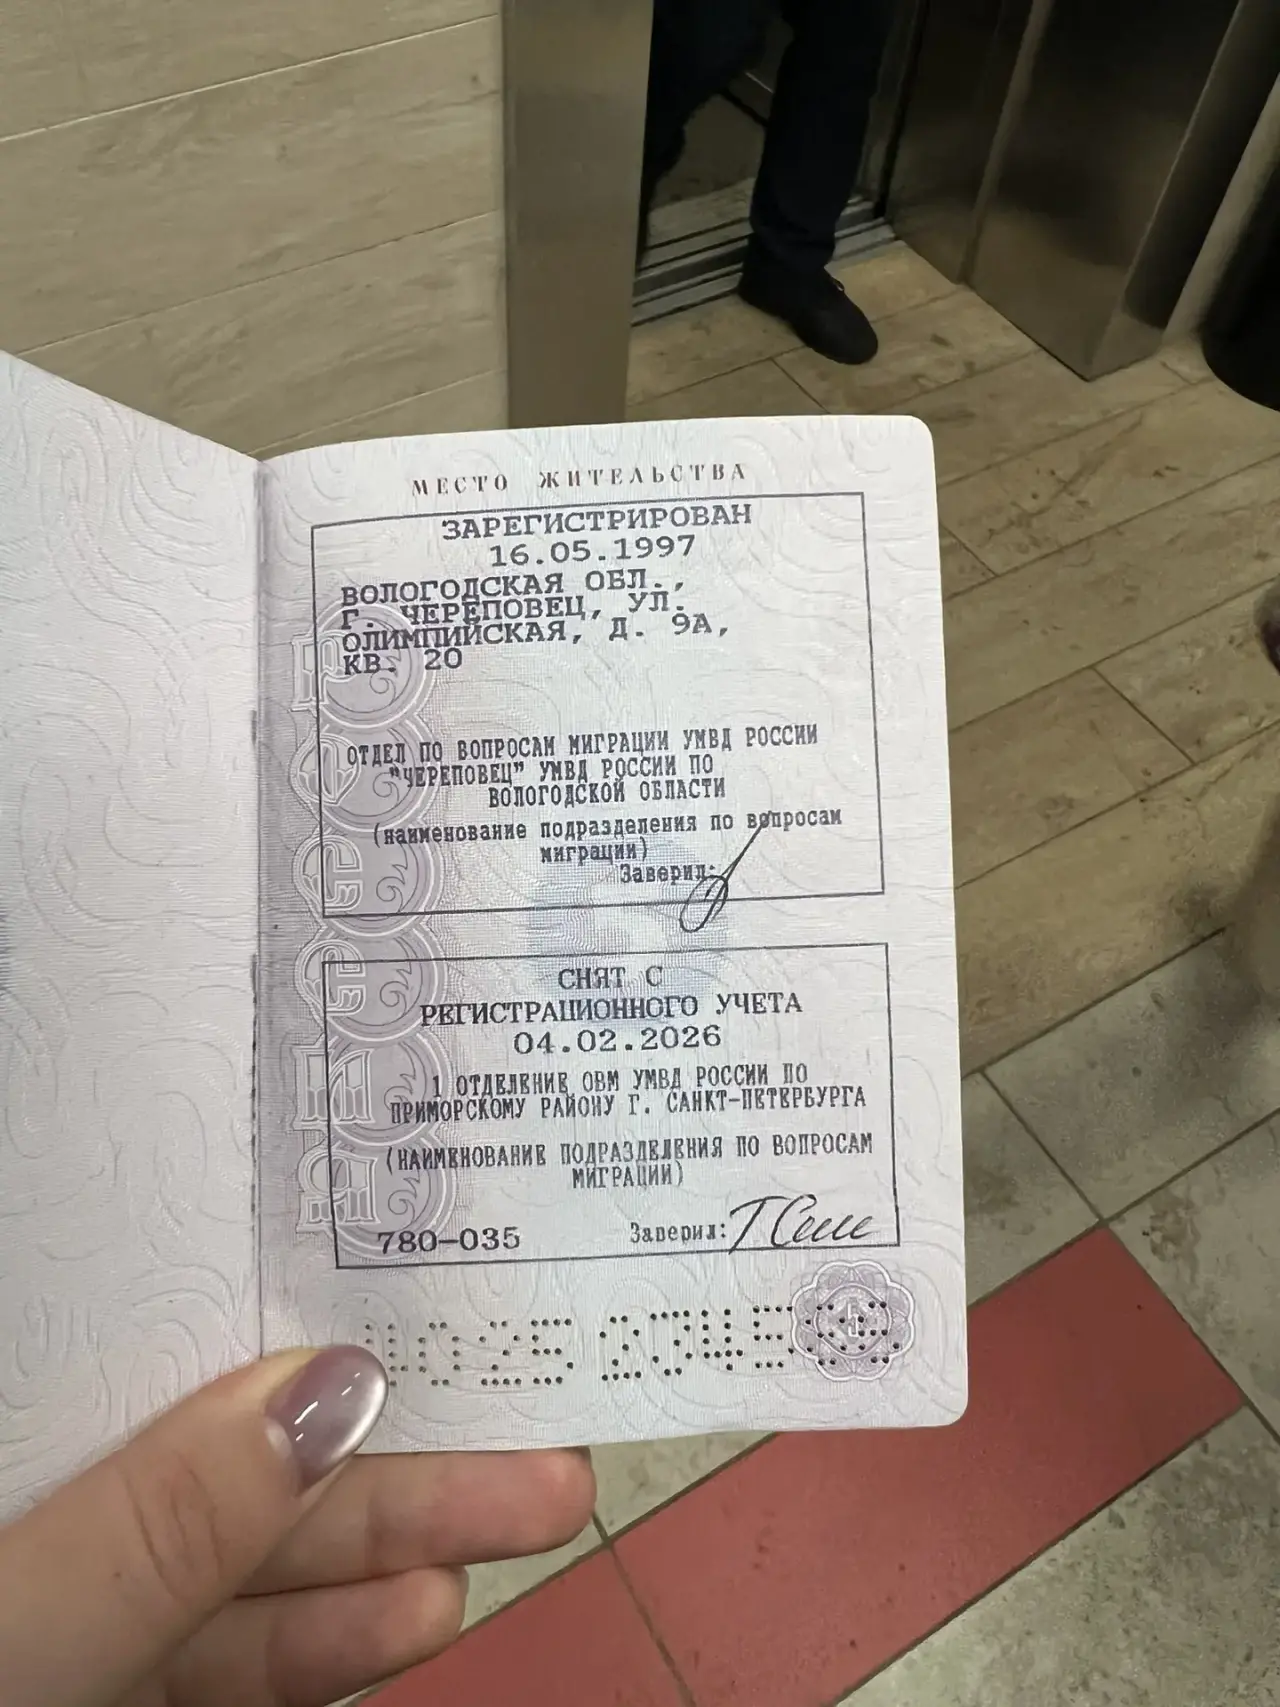 МЕСТО ЖИТЕЛЬСТВА
ЗАРЕГИСТРИРОВАН
16.05.1997
ВОЛОГОДСКАЯ ОБЛ.,
Г. ЧЕРЕПОВЕЦ, УЛ.
ОЛИМПИЙСКАЯ, Д. 9А,
КВ. 20
ОТДЕЛ ПО ВОПРОСАМ МИГРАЦИИ УМВД РОССИИ
"ЧЕРЕПОВЕЦ" УМВД РОССИИ ПО
ВОЛОГОДСКОЙ ОБЛАСТИ
(наименование подразделения по вопросам
миграции)
Заверил:
СНЯТ С
РЕГИСТРАЦИОННОГО УЧЕТА
04.02.2026
1 ОТДЕЛЕНИЕ ОВМ УМВД РОССИИ ПО
ПРИМОРСКОМУ РАЙОНУ Г. САНКТ-ПЕТЕРБУРГА
(НАИМЕНОВАНИЕ ПОДРАЗДЕЛЕНИЯ ПО ВОПРОСАМ
МИГРАЦИИ)
780-035 Заверил:
РОССИЯ